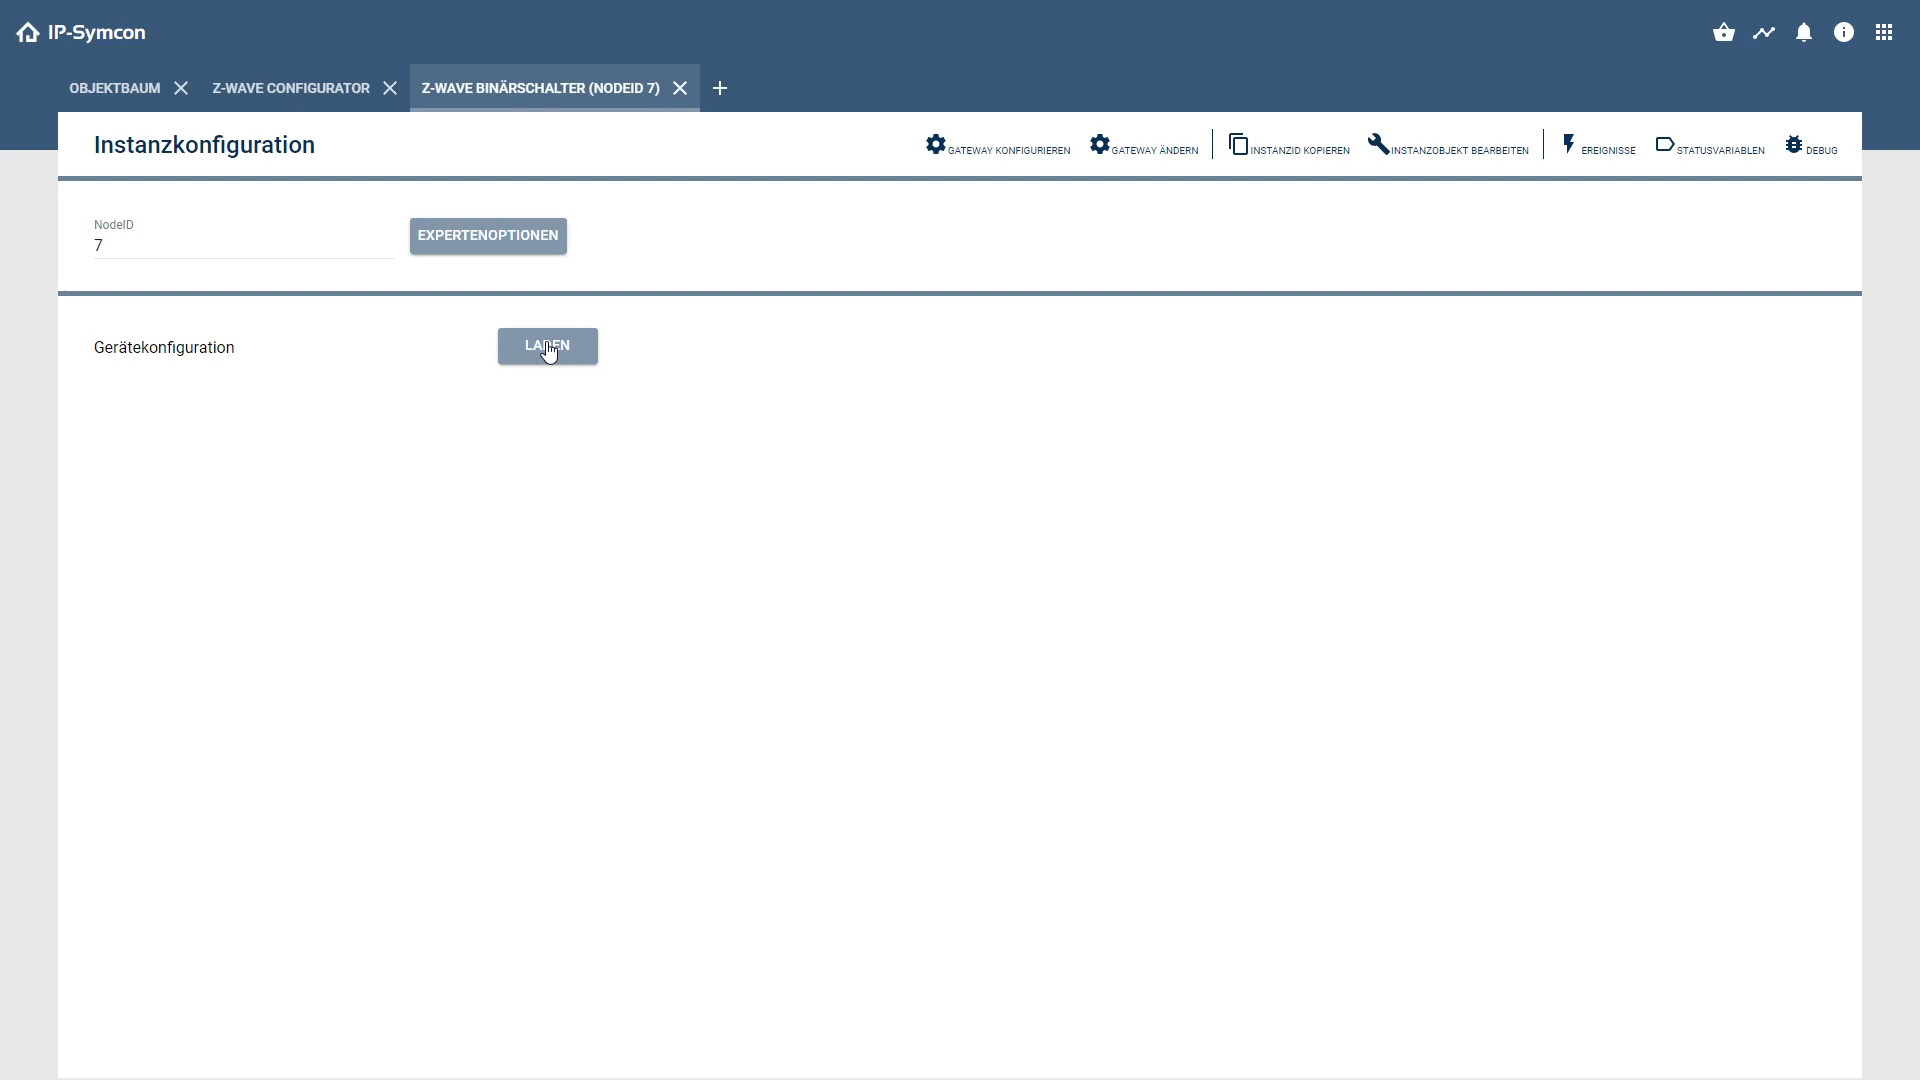 IP-Symcon
OBJEKTBAUM
Z-WAVE CONFIGURATOR
Z-WAVE BINÄRSCHALTER (NODEID 7)
Instanzkonfiguration
GATEWAY KONFIGURIEREN
GATEWAY ÄNDERN
INSTANZID KOPIEREN
INSTANZOBJEKT BEARBEITEN
EREIGNISSE
STATUSVARIABLEN
DEBUG
NodeID
7
EXPERTENOPTIONEN
Gerätekonfiguration
LADEN